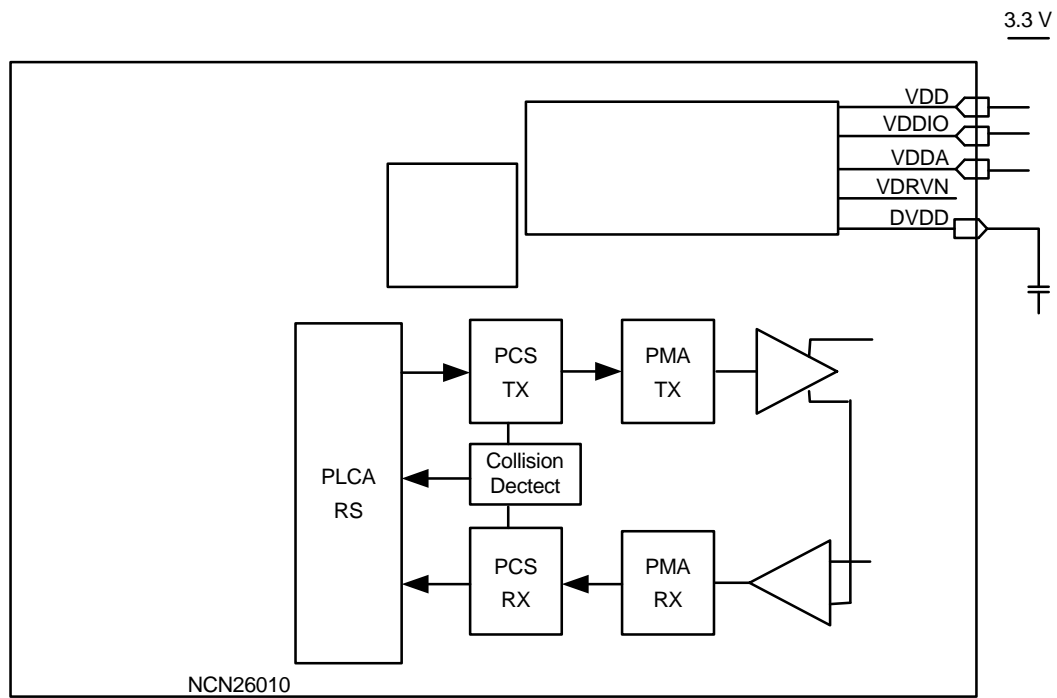 3.3 V
VDD
VDDIO
VDDA
VDRVN
DVDD
PCS
TX
PMA
TX
Collision
Dectect
PLCA
RS
PCS
RX
PMA
RX
NCN26010